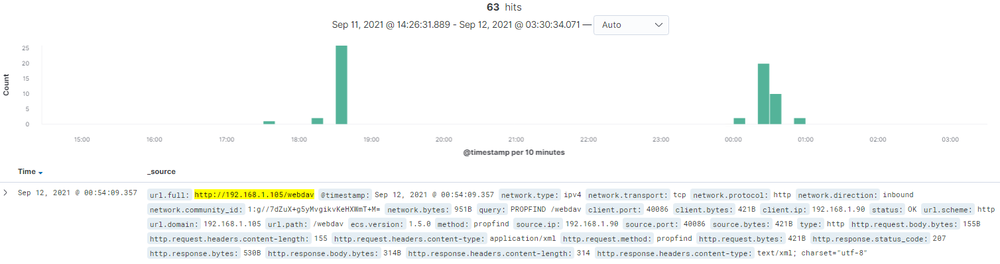 63 hits
Sep 11, 2021 @ 14:26:31.889 - Sep 12, 2021 @ 03:30:34.071 — Auto
Count
25
20
15
10
5
0
15:00 16:00 17:00 18:00 19:00 20:00 21:00 22:00 23:00 00:00 01:00 02:00 03:00
@timestamp per 10 minutes
Time _source
Sep 12, 2021 @ 00:54:09.357 url.full: http://192.168.1.105/webdav @timestamp: Sep 12, 2021 @ 00:54:09.357 network.type: ipv4 network.transport: tcp network.protocol: http network.direction: inbound
network.community_id: 1:g//7dZuX+g5yMvgikvKeHXWmT+M= network.bytes: 951B query: PROPFIND /webdav client.port: 40086 client.bytes: 421B client.ip: 192.168.1.90 status: OK url.scheme: http
url.domain: 192.168.1.105 url.path: /webdav ecs.version: 1.5.0 method: propfind source.ip: 192.168.1.90 source.port: 40086 source.bytes: 421B type: http http.request.body.bytes: 155B
http.request.headers.content-length: 155 http.request.headers.content-type: application/xml http.request.method: propfind http.request.bytes: 421B http.response.status_code: 207
http.response.bytes: 530B http.response.body.bytes: 314B http.response.headers.content-length: 314 http.response.headers.content-type: text/xml; charset="utf-8"